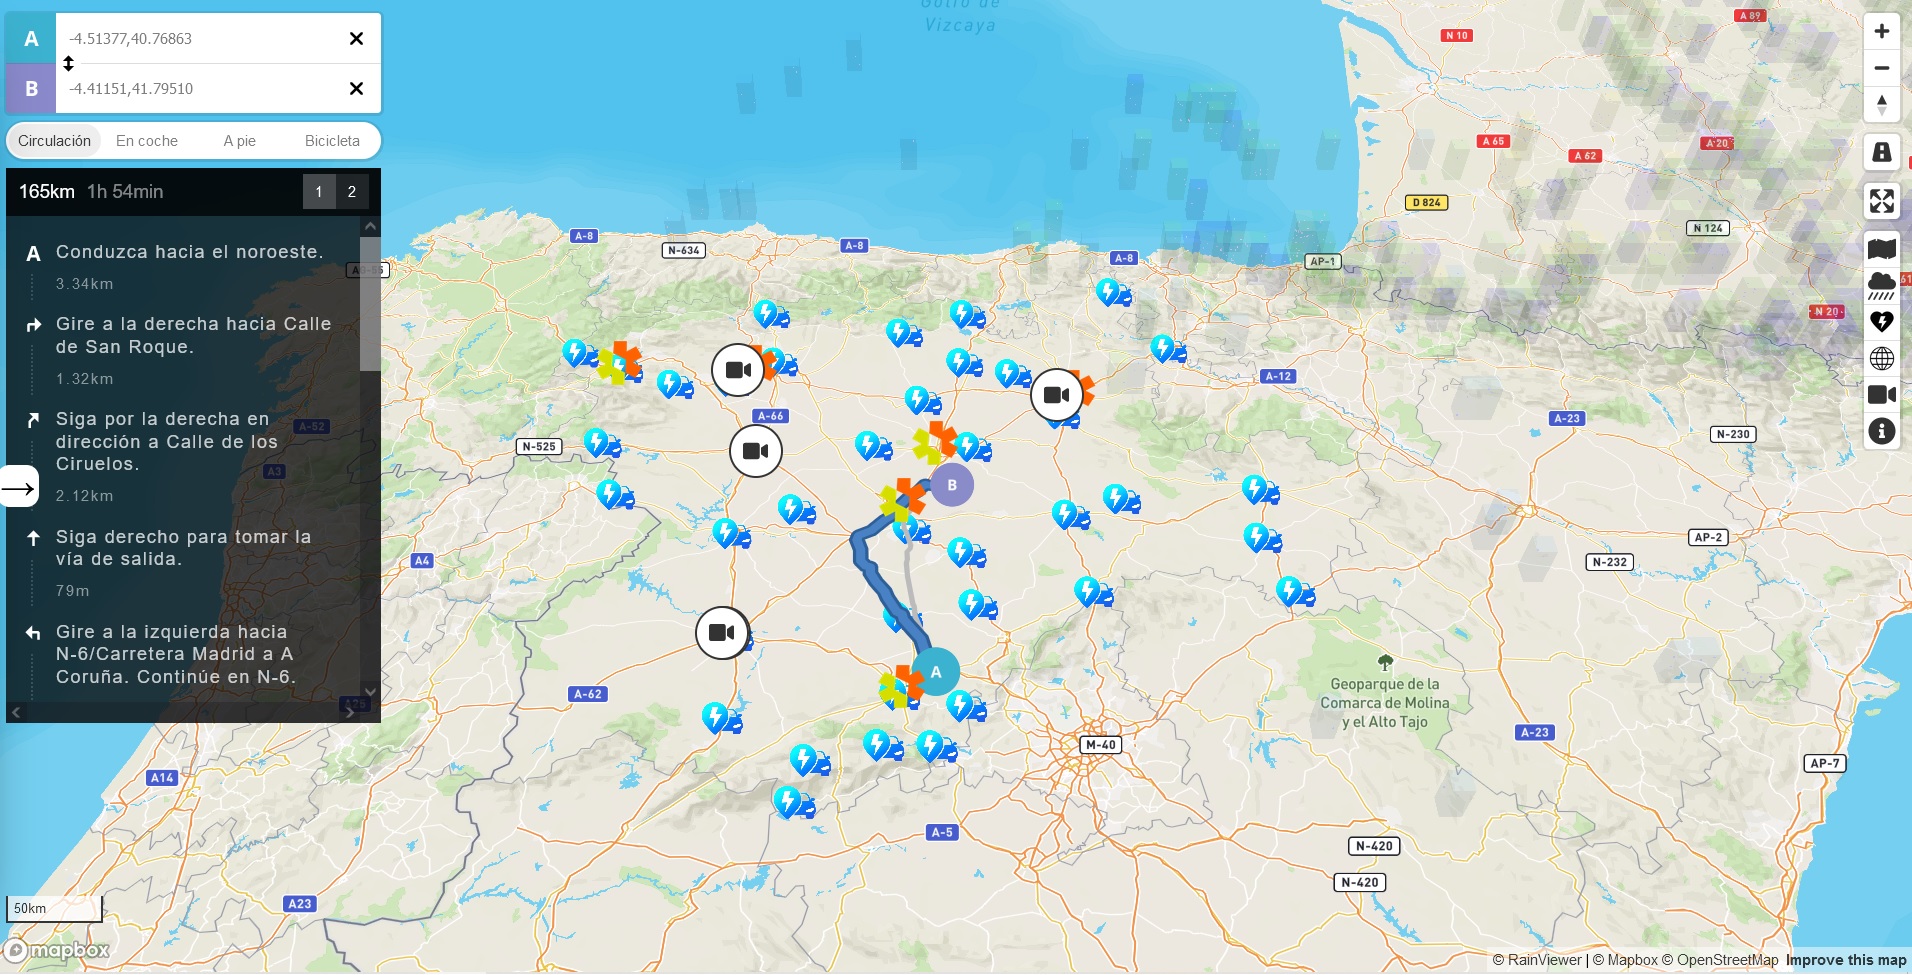 Golfo de
Vizcaya
A
-4.51377,40.76863
B
-4.41151,41.79510
Circulación
En coche
A pie
Bicicleta
165km 1h 54min
1
2
A
Conduzca hacia el noroeste.
3.34km
Gire a la derecha hacia Calle
de San Roque.
1.32km
Siga por la derecha en
dirección a Calle de los
Ciruelos.
2.12km
Siga derecho para tomar la
vía de salida.
79m
Gire a la izquierda hacia
N-6/Carretera Madrid a A
Coruña. Continúe en N-6.
A 89
N 10
A 65
A 62
A 20
D 824
N 124
A-8
N-634
A-8
A-8
AP-1
N 20
A-12
A-66
A-52
N-525
A3
A-23
N-230
B
A4
AP-2
N-232
A
A-62
A25
Geoparque de la
Comarca de Molina
y el Alto Tajo
M-40
A-23
AP-7
A14
A-5
N-420
N-420
A23
50km
mapbox
© RainViewer | © Mapbox © OpenStreetMap Improve this map